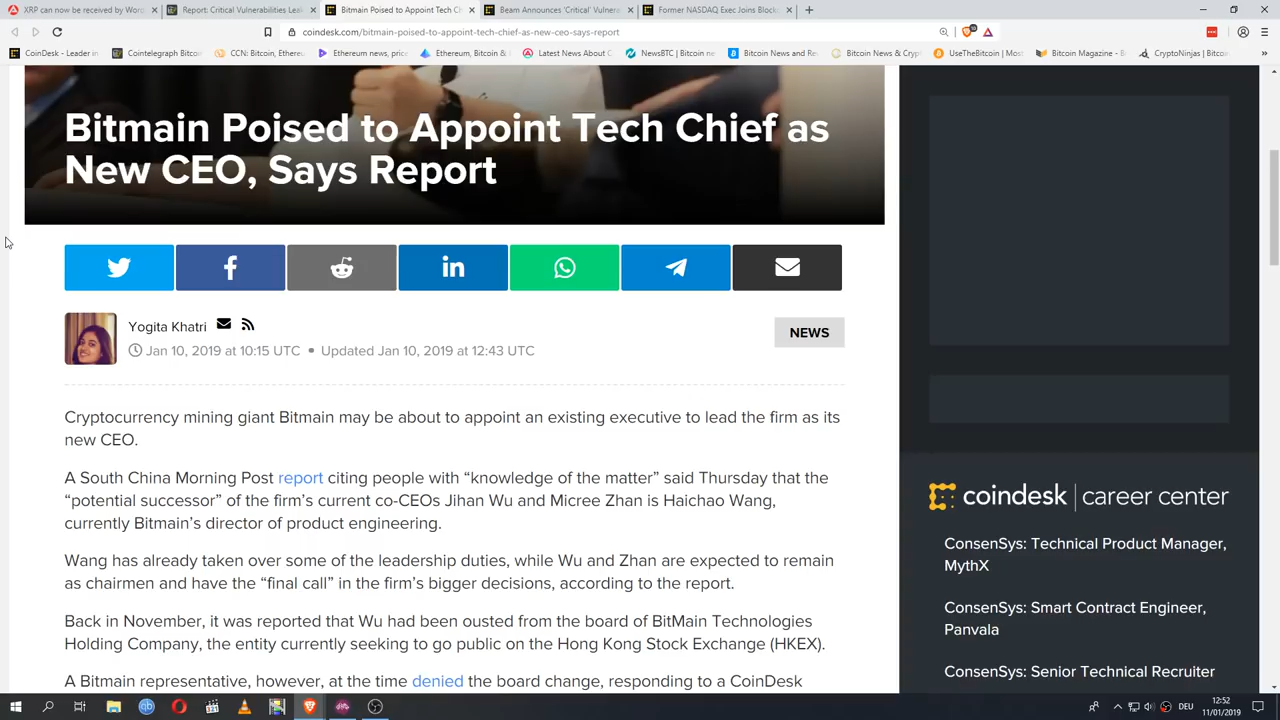 XRP can now be received by Wor
Report: Critical Vulnerabilities Leak
Bitmain Poised to Appoint Tech C
Beam Announces 'Critical' Vulner
Former NASDAQ Exec Joins Block
coindesk.com/bitmain-poised-to-appoint-tech-chief-as-new-ceo-says-report
CoinDesk - Leader in
Cointelegraph Bitco
CCN: Bitcoin, Ethereu
Ethereum news, price
Ethereum, Bitcoin &
Latest News About C
NewsBTC | Bitcoin ne
Bitcoin News and Re
Bitcoin News & Cryp
UseTheBitcoin | Most
Bitcoin Magazine - B
CryptoNinjas | Bitcoi
Bitmain Poised to Appoint Tech Chief as
New CEO, Says Report
Yogita Khatri
NEWS
Jan 10, 2019 at 10:15 UTC • Updated Jan 10, 2019 at 12:43 UTC
Cryptocurrency mining giant Bitmain may be about to appoint an existing executive to lead the firm as its
new CEO.
A South China Morning Post report citing people with “knowledge of the matter” said Thursday that the
“potential successor” of the firm’s current co-CEOs Jihan Wu and Micree Zhan is Haichao Wang,
currently Bitmain’s director of product engineering.
Wang has already taken over some of the leadership duties, while Wu and Zhan are expected to remain
as chairmen and have the “final call” in the firm’s bigger decisions, according to the report.
Back in November, it was reported that Wu had been ousted from the board of BitMain Technologies
Holding Company, the entity currently seeking to go public on the Hong Kong Stock Exchange (HKEX).
A Bitmain representative, however, at the time denied the board change, responding to a CoinDesk
coindesk | career center
ConsenSys: Technical Product Manager,
MythX
ConsenSys: Smart Contract Engineer,
Panvala
ConsenSys: Senior Technical Recruiter
DEU
12:52
11/01/2019